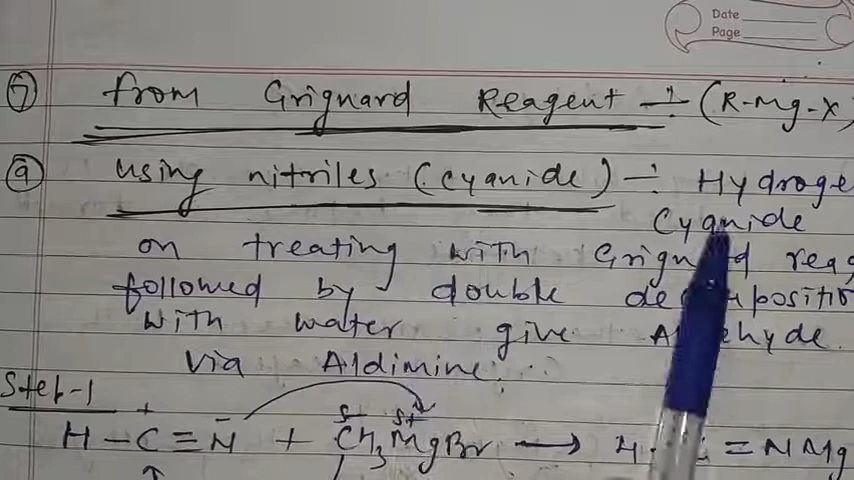 Date
Page
7 from Grignard Reagent ÷ (R-Mg-X)
a using nitriles (cyanide) ÷ Hydroge
Cyanide
on treating with Grignard reag
followed by double
with water give
via Aldimine.
Step-1
H - C ≡ N + CH3MgBr → H = NMg